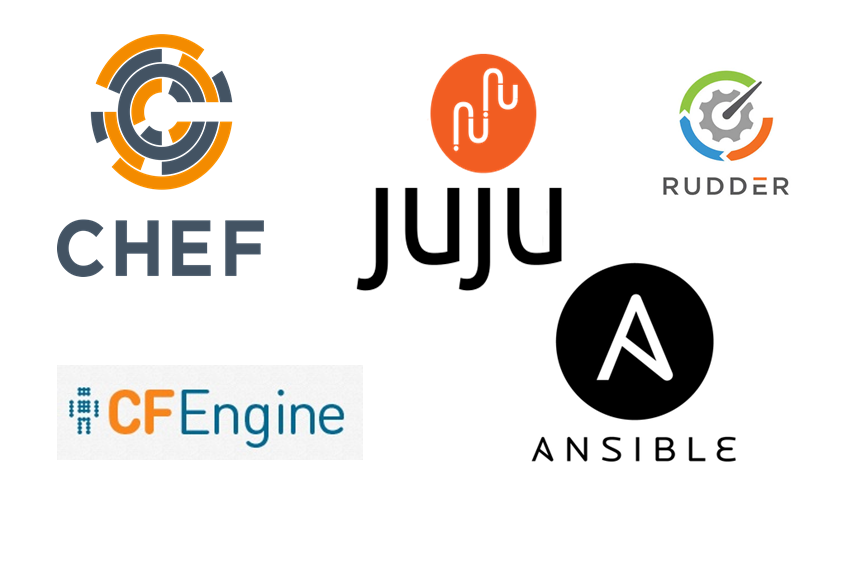 CHEF
juju
RUDDER
CFEngine
ANSIBLE